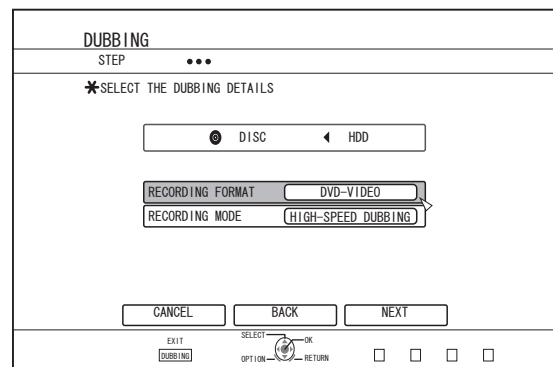 DUBBING
STEP
✱SELECT THE DUBBING DETAILS
DISC ◀ HDD
RECORDING FORMAT DVD-VIDEO
RECORDING MODE HIGH-SPEED DUBBING
CANCEL BACK NEXT
EXIT SELECT OK
DUBBING OPTION RETURN